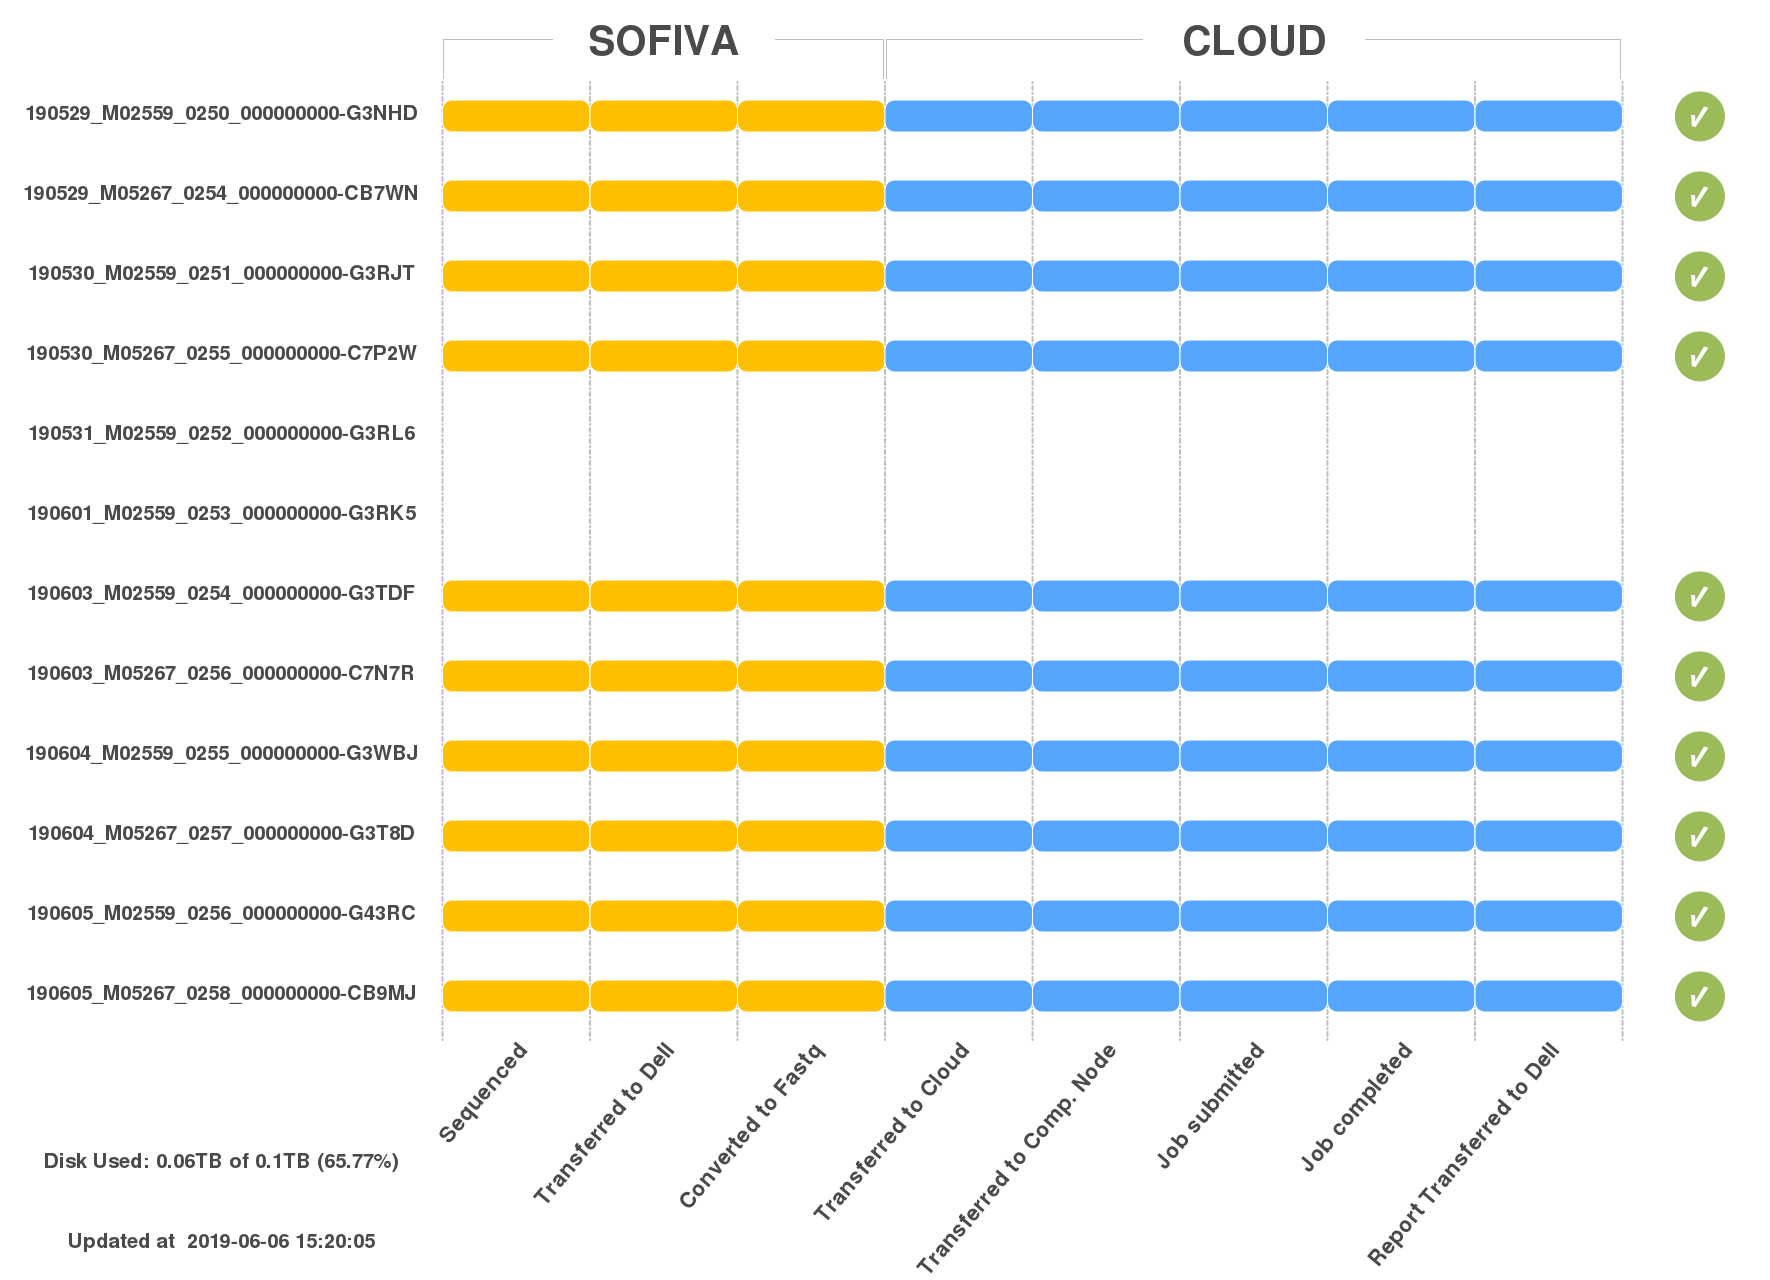 SOFIVA CLOUD
190529_M02559_0250_000000000-G3NHD
190529_M05267_0254_000000000-CB7WN
190530_M02559_0251_000000000-G3RJT
190530_M05267_0255_000000000-C7P2W
190531_M02559_0252_000000000-G3RL6
190601_M02559_0253_000000000-G3RK5
190603_M02559_0254_000000000-G3TDF
190603_M05267_0256_000000000-C7N7R
190604_M02559_0255_000000000-G3WBJ
190604_M05267_0257_000000000-G3T8D
190605_M02559_0256_000000000-G43RC
190605_M05267_0258_000000000-CB9MJ
Sequenced
Transferred to Dell
Converted to Fastq
Transferred to Cloud
Transferred to Comp. Node
Job submitted
Job completed
Report Transferred to Dell
Disk Used: 0.06TB of 0.1TB (65.77%)
Updated at 2019-06-06 15:20:05